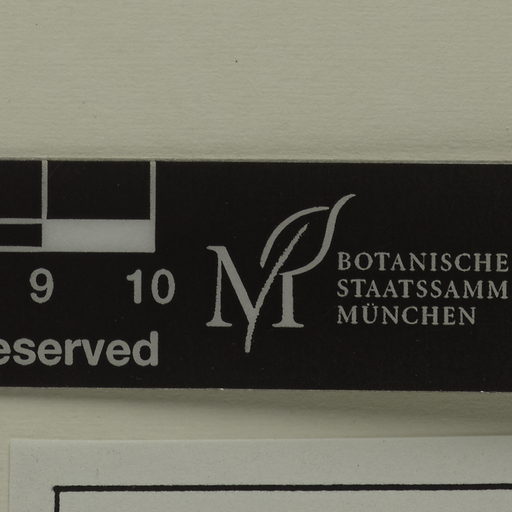 9 10
eserved
BOTANISCHE
STAATSSAMM
MÜNCHEN